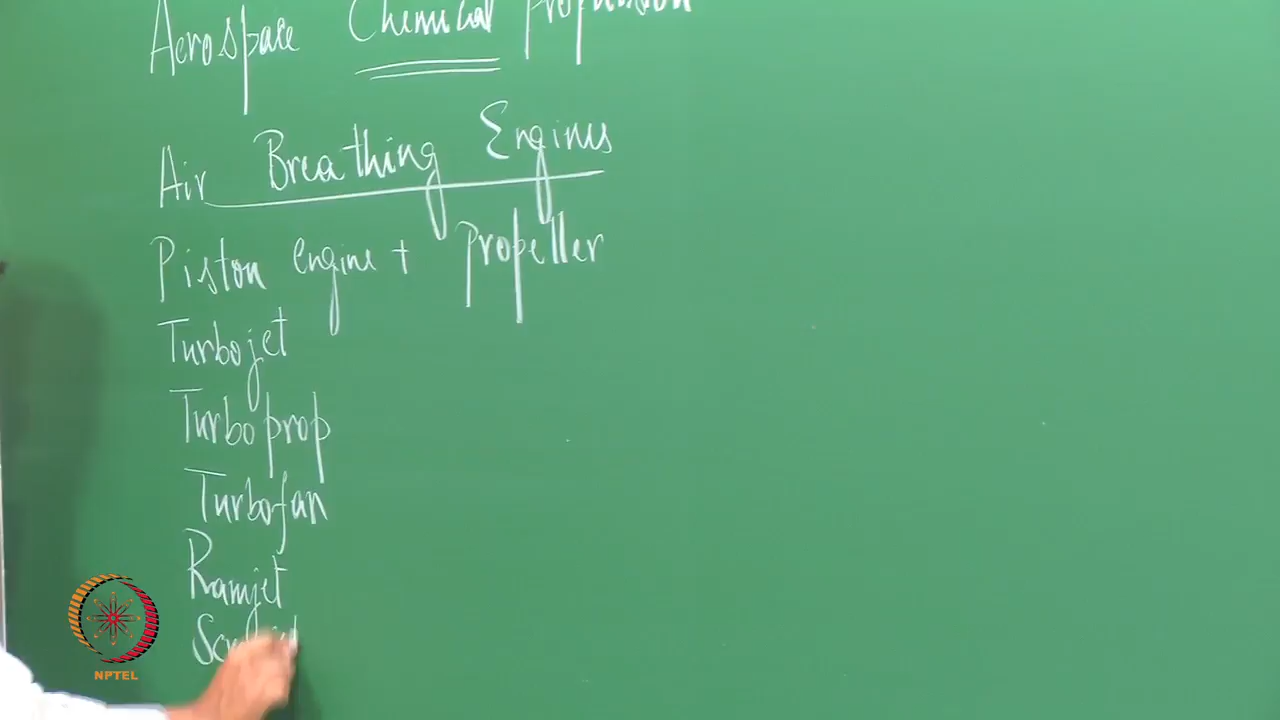 Aerospace Chemical Propulsion
Air Breathing Engines
Piston engine + propeller
Turbojet
Turboprop
Turbofan
Ramjet
NPTEL